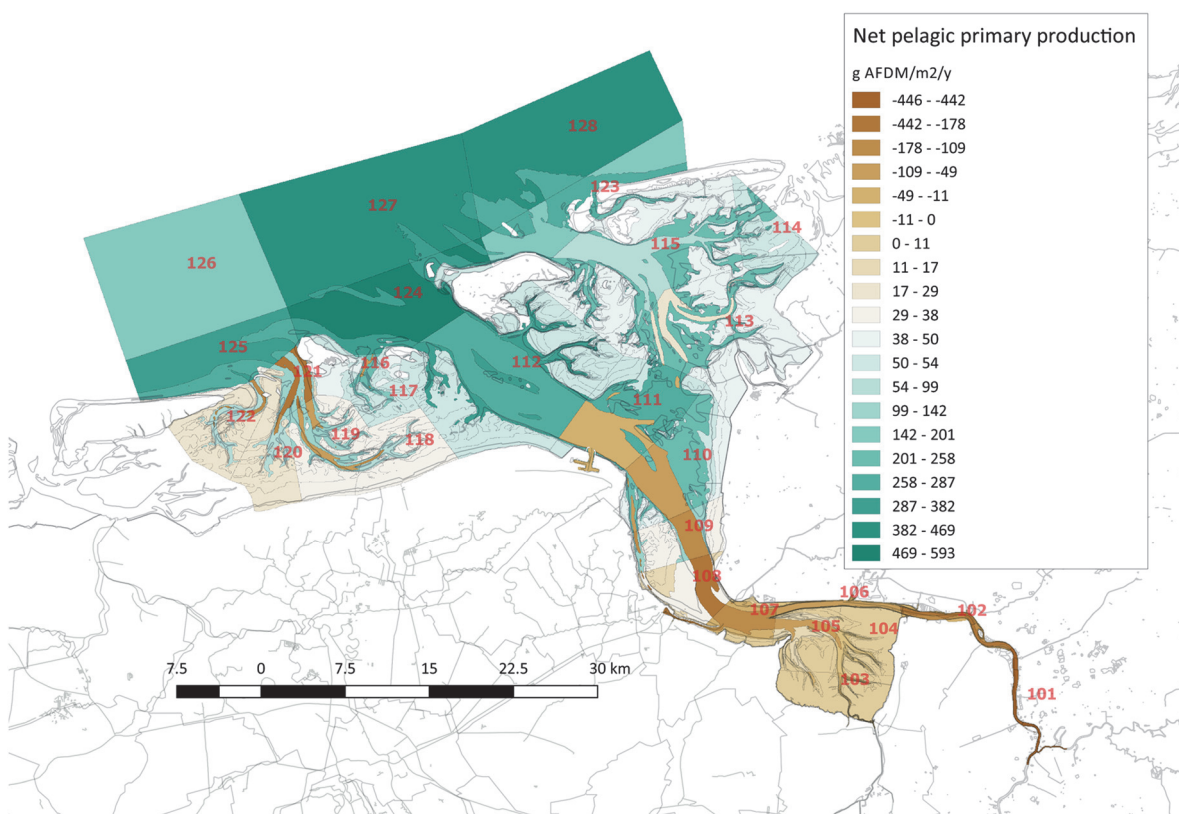 Net pelagic primary production
g AFDM/m2/y
-446 - -442
-442 - -178
-178 - -109
-109 - -49
-49 - -11
-11 - 0
0 - 11
11 - 17
17 - 29
29 - 38
38 - 50
50 - 54
54 - 99
99 - 142
142 - 201
201 - 258
258 - 287
287 - 382
382 - 469
469 - 593
128
127
123
126
115
114
124
113
125
112
116
121
117
111
122
119
118
120
110
109
108
106
107
102
105
104
103
101
7.5 0 7.5 15 22.5 30 km